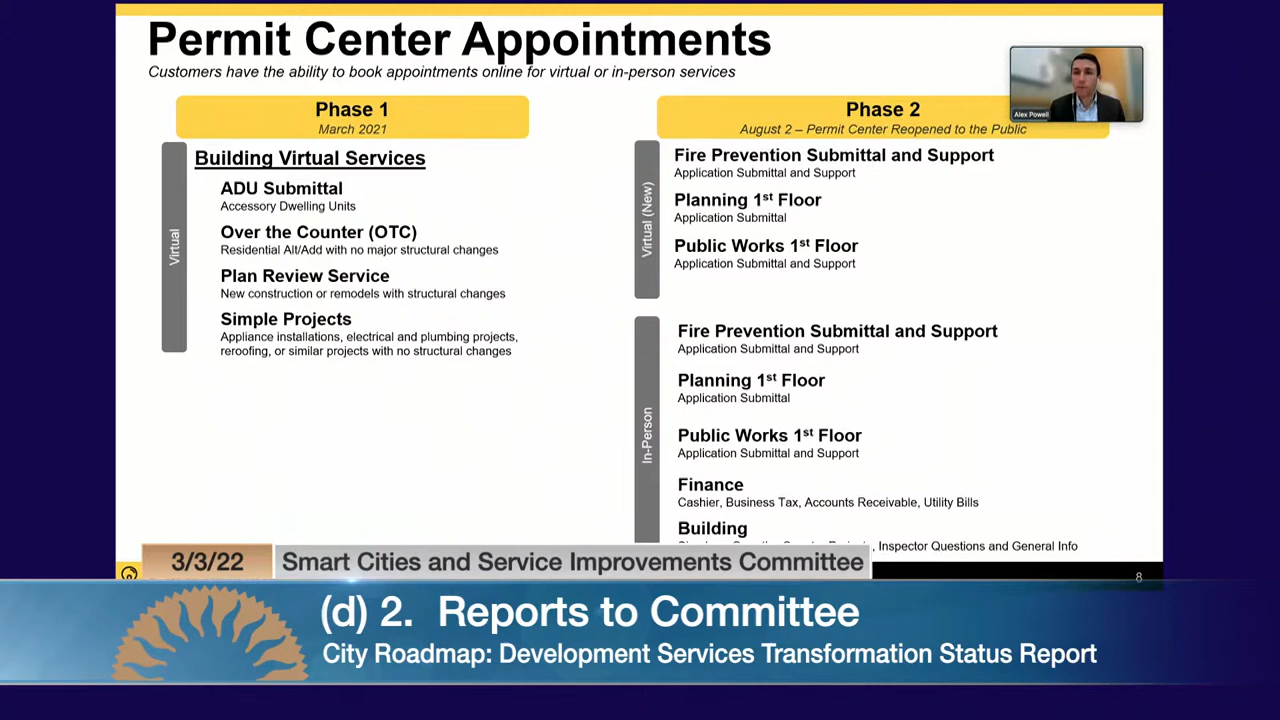 Permit Center Appointments
Customers have the ability to book appointments online for virtual or in-person services
Alex Powell
Phase 1
March 2021
Virtual
Building Virtual Services
ADU Submittal
Accessory Dwelling Units
Over the Counter (OTC)
Residential Alt/Add with no major structural changes
Plan Review Service
New construction or remodels with structural changes
Simple Projects
Appliance installations, electrical and plumbing projects,
reroofing, or similar projects with no structural changes
Phase 2
August 2 – Permit Center Reopened to the Public
Virtual (New)
Fire Prevention Submittal and Support
Application Submittal and Support
Planning 1st Floor
Application Submittal
Public Works 1st Floor
Application Submittal and Support
In-Person
Fire Prevention Submittal and Support
Application Submittal and Support
Planning 1st Floor
Application Submittal
Public Works 1st Floor
Application Submittal and Support
Finance
Cashier, Business Tax, Accounts Receivable, Utility Bills
Building
, Inspector Questions and General Info
8
3/3/22
Smart Cities and Service Improvements Committee
(d) 2. Reports to Committee
City Roadmap: Development Services Transformation Status Report